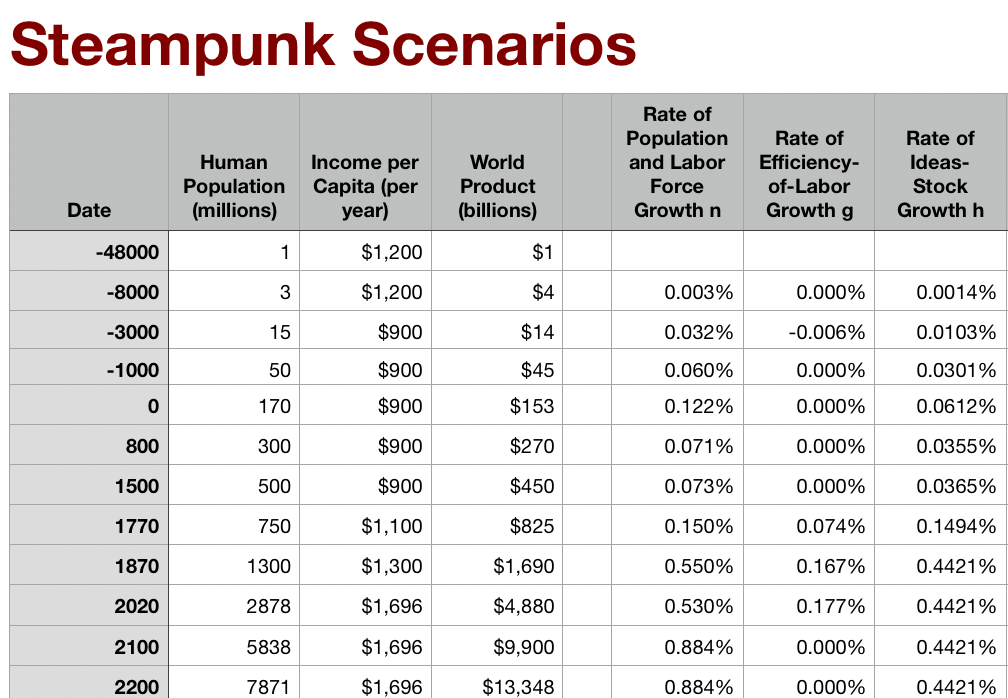 Steampunk Scenarios
Date Human Population (millions) Income per Capita (per year) World Product (billions) Rate of Population and Labor Force Growth n Rate of Efficiency-of-Labor Growth g Rate of Ideas-Stock Growth h
-48000 1 $1,200 $1
-8000 3 $1,200 $4 0.003% 0.000% 0.0014%
-3000 15 $900 $14 0.032% -0.006% 0.0103%
-1000 50 $900 $45 0.060% 0.000% 0.0301%
0 170 $900 $153 0.122% 0.000% 0.0612%
800 300 $900 $270 0.071% 0.000% 0.0355%
1500 500 $900 $450 0.073% 0.000% 0.0365%
1770 750 $1,100 $825 0.150% 0.074% 0.1494%
1870 1300 $1,300 $1,690 0.550% 0.167% 0.4421%
2020 2878 $1,696 $4,880 0.530% 0.177% 0.4421%
2100 5838 $1,696 $9,900 0.884% 0.000% 0.4421%
2200 7871 $1,696 $13,348 0.884% 0.000% 0.4421%